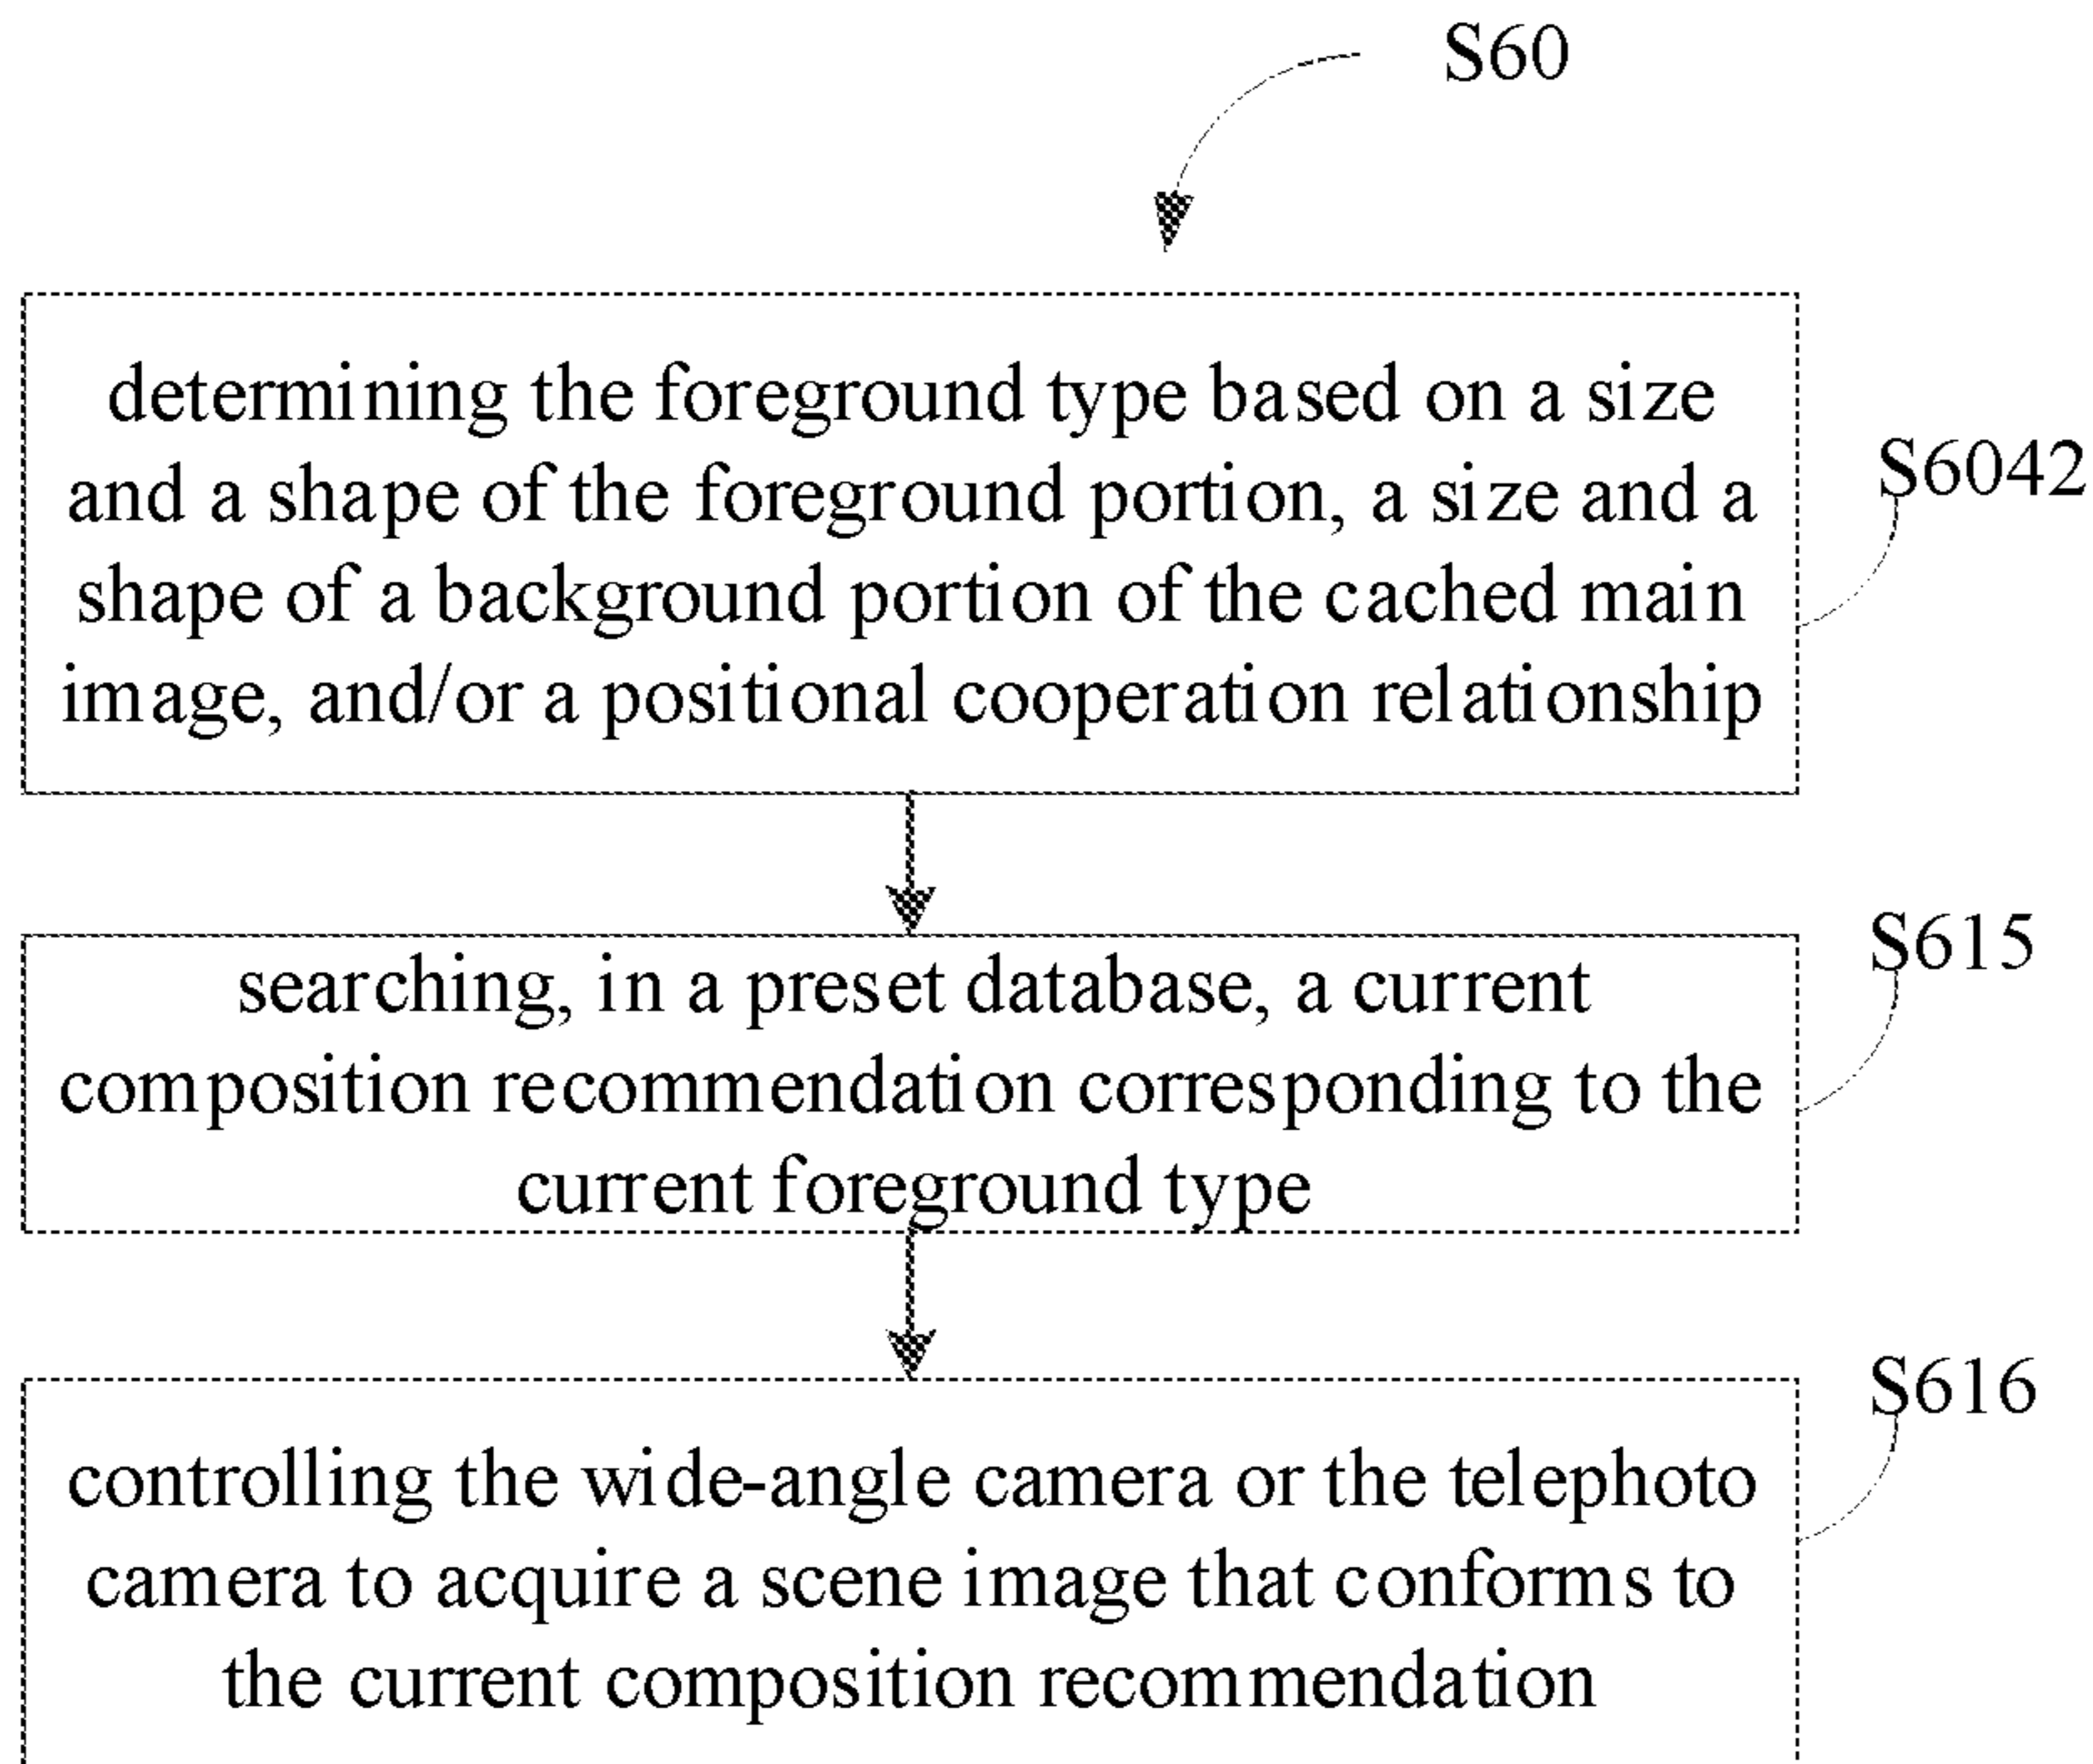 S60
determining the foreground type based on a size
and a shape of the foreground portion, a size and a
shape of a background portion of the cached main
image, and/or a positional cooperation relationship
S6042
searching, in a preset database, a current
composition recommendation corresponding to the
current foreground type
S615
controlling the wide-angle camera or the telephoto
camera to acquire a scene image that conforms to
the current composition recommendation
S616